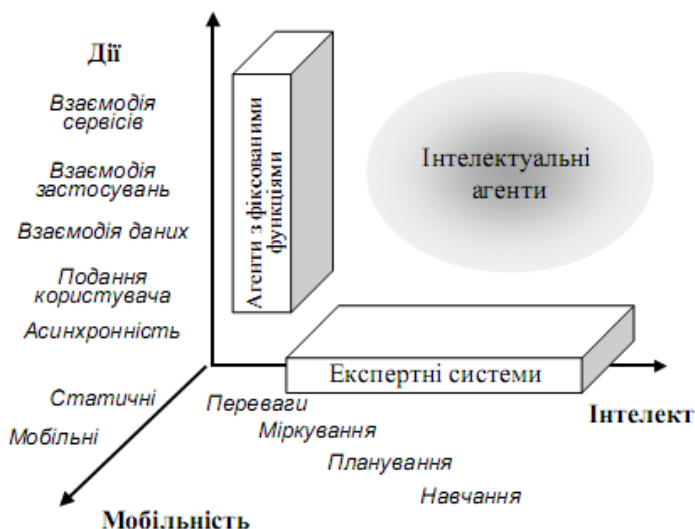 Дії
Взаємодія
сервісів
Взаємодія
застосувань
Взаємодія даних
Подання
користувача
Асинхронність
Агенти з фіксованими
функціями
Інтелектуальні
агенти
Експертні системи
Інтелект
Статичні
Мобільні
Мобільність
Переваги
Міркування
Планування
Навчання